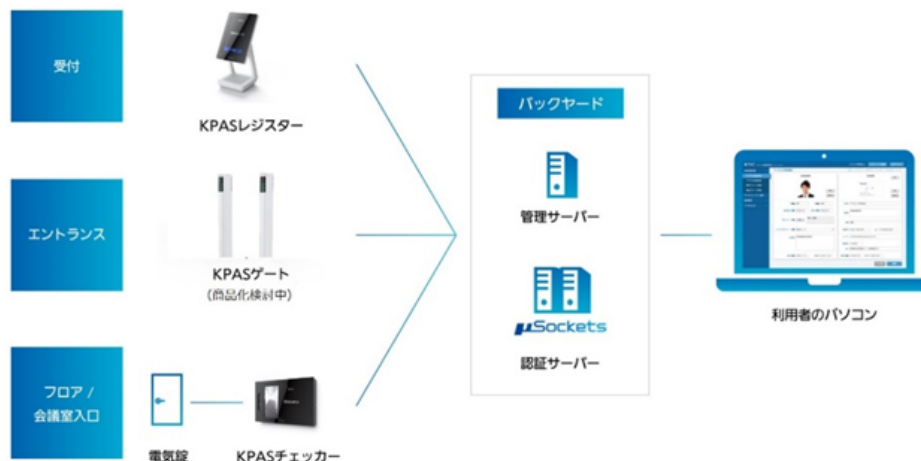 受付
KPASレジスター
エントランス
KPASゲート
(商品化検討中)
フロア /
会議室入口
電気錠
KPASチェッカー
バックヤード
管理サーバー
μSockets
認証サーバー
利用者のパソコン